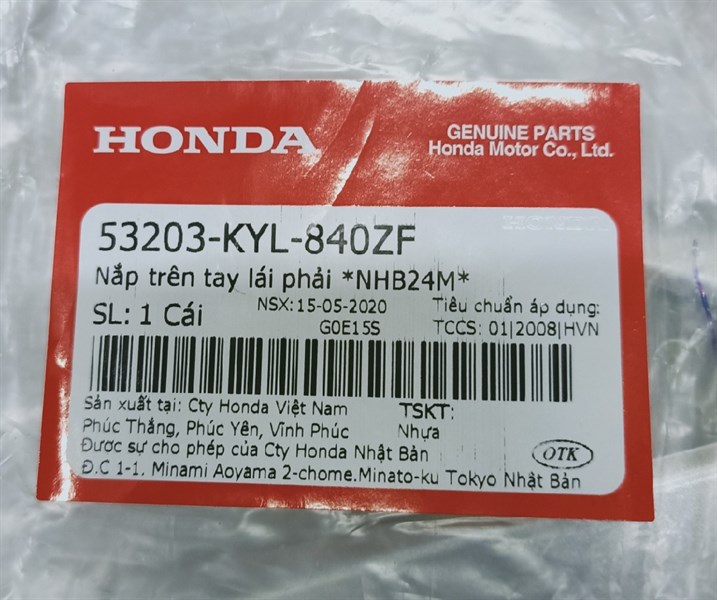 HONDA
GENUINE PARTS
Honda Motor Co., Ltd.
HONDA
53203-KYL-840ZF
Nắp trên tay lái phải *NHB24M*
SL: 1 Cái
NSX:15-05-2020
G0E15S
Tiêu chuẩn áp dụng:
TCCS: 01|2008|HVN
Sản xuất tại: Cty Honda Việt Nam
Phúc Thắng, Phúc Yên, Vĩnh Phúc
TSKT:
Nhựa
Được sự cho phép của Cty Honda Nhật Bản
Đ.C 1-1. Minami Aoyama 2-chome.Minato-ku Tokyo Nhật Bản
OTK